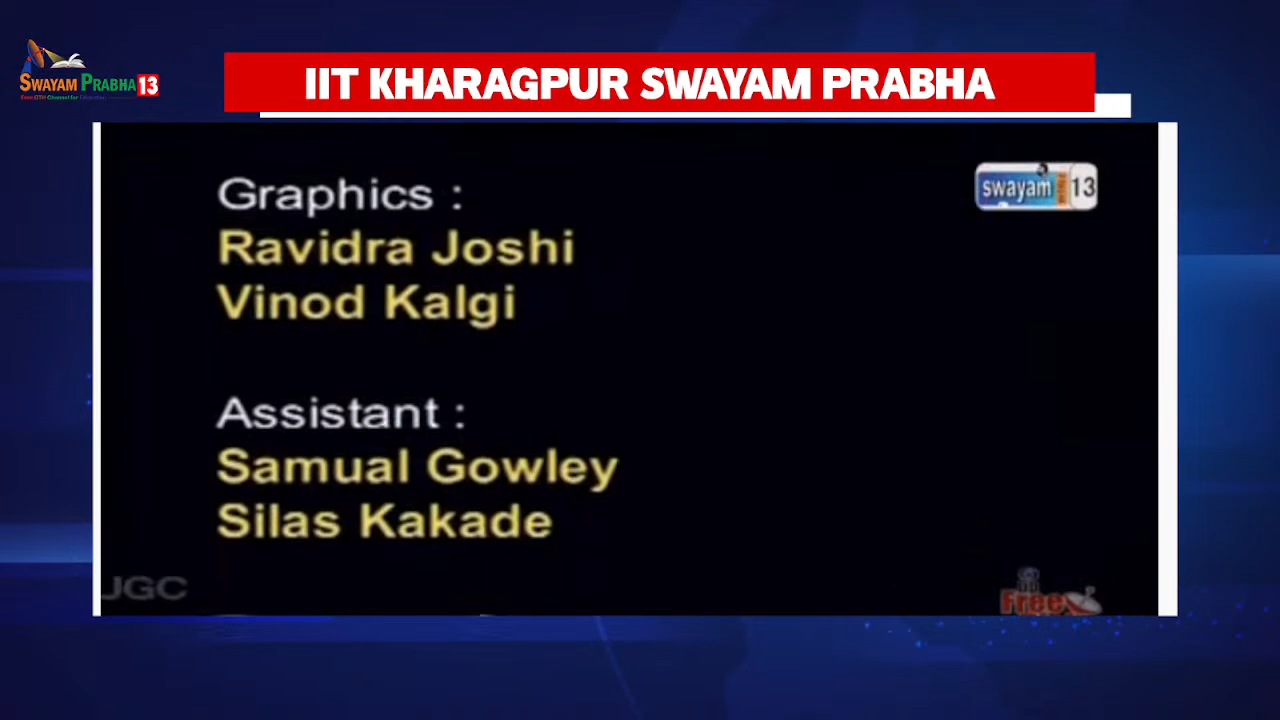 SWAYAM PRABHA 13
IIT KHARAGPUR SWAYAM PRABHA
swayam 13
Graphics :
Ravidra Joshi
Vinod Kalgi
Assistant :
Samual Gowley
Silas Kakade
JGC
Free